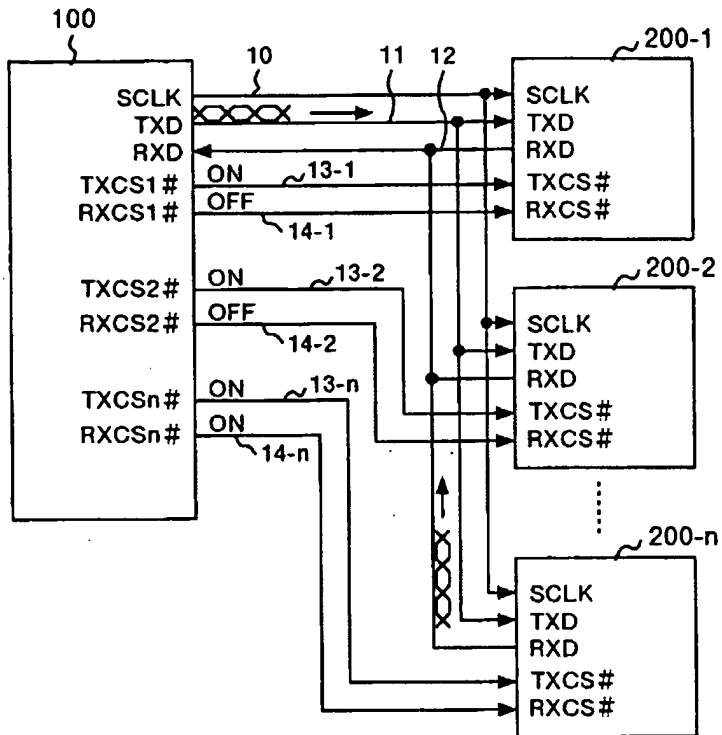 100
10
11
12
200-1
SCLK
TXD
RXD
TXCS1#
RXCS1#
ON
13-1
OFF
14-1
SCLK
TXD
RXD
TXCS#
RXCS#
TXCS2#
RXCS2#
ON
13-2
OFF
14-2
200-2
SCLK
TXD
RXD
TXCS#
RXCS#
TXCSn#
RXCSn#
ON
13-n
ON
14-n
200-n
SCLK
TXD
RXD
TXCS#
RXCS#